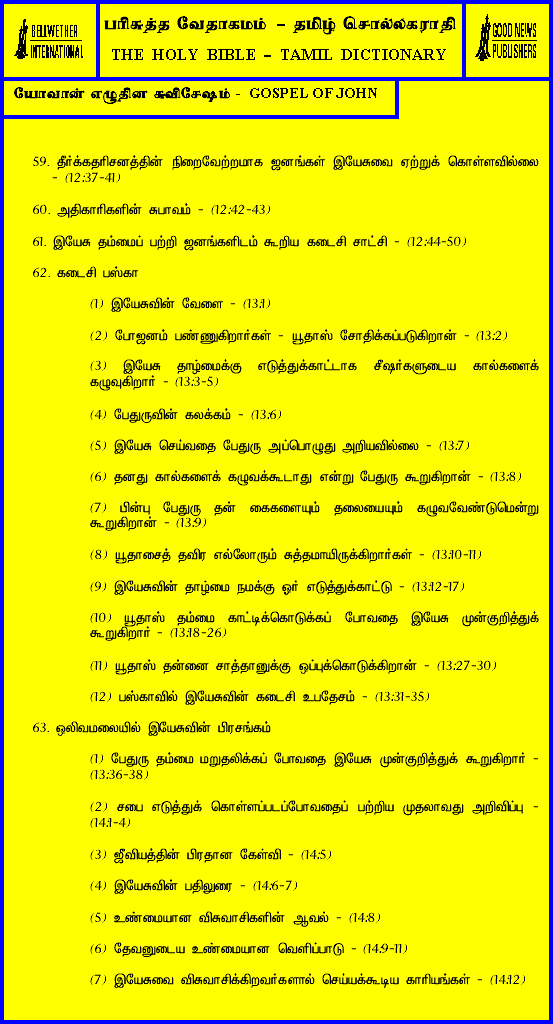 BELLWETHER
INTERNATIONAL
பரிசுத்த வேதாகமம் – தமிழ் சொல்லகராதி
THE HOLY BIBLE – TAMIL DICTIONARY
GOOD NEWS
PUBLISHERS
யோவான் எழுதின சுவிசேஷம் - GOSPEL OF JOHN
59. தீர்க்கதரிசனத்தின் நிறைவேற்றமாக ஜனங்கள் இயேசுவை ஏற்றுக் கொள்ளவில்லை
- (12:37-41)
60. அதிகாரிகளின் சுபாவம் - (12:42-43)
61. இயேசு தம்மைப் பற்றி ஜனங்களிடம் கூறிய கடைசி சாட்சி - (12:44-50)
62. கடைசி பஸ்கா
(1) இயேசுவின் வேளை - (13:1)
(2) போஜனம் பண்ணுகிறார்கள் - யூதாஸ் சோதிக்கப்படுகிறான் - (13:2)
(3) இயேசு தாழ்மைக்கு எடுத்துக்காட்டாக சீஷர்களுடைய கால்களைக்
கழுவுகிறார் - (13:3-5)
(4) பேதுருவின் கலக்கம் - (13:6)
(5) இயேசு செய்வதை பேதுரு அப்பொழுது அறியவில்லை - (13:7)
(6) தனது கால்களைக் கழுவக்கூடாது என்று பேதுரு கூறுகிறான் - (13:8)
(7) பின்பு பேதுரு தன் கைகளையும் தலையையும் கழுவவேண்டுமென்று
கூறுகிறான் - (13:9)
(8) யூதாசைத் தவிர எல்லோரும் சுத்தமாயிருக்கிறார்கள் - (13:10-11)
(9) இயேசுவின் தாழ்மை நமக்கு ஓர் எடுத்துக்காட்டு - (13:12-17)
(10) யூதாஸ் தம்மை காட்டிக்கொடுக்கப் போவதை இயேசு முன்குறித்துக்
கூறுகிறார் - (13:18-26)
(11) யூதாஸ் தன்னை சாத்தானுக்கு ஒப்புக்கொடுக்கிறான் - (13:27-30)
(12) பஸ்காவில் இயேசுவின் கடைசி உபதேசம் - (13:31-35)
63. ஒலிவமலையில் இயேசுவின் பிரசங்கம்
(1) பேதுரு தம்மை மறுதலிக்கப் போவதை இயேசு முன்குறித்துக் கூறுகிறார் -
(13:36-38)
(2) சபை எடுத்துக் கொள்ளப்படப்போவதைப் பற்றிய முதலாவது அறிவிப்பு -
(14:1-4)
(3) ஜீவியத்தின் பிரதான கேள்வி - (14:5)
(4) இயேசுவின் பதிலுரை - (14:6-7)
(5) உண்மையான விசுவாசிகளின் ஆவல் - (14:8)
(6) தேவனுடைய உண்மையான வெளிப்பாடு - (14:9-11)
(7) இயேசுவை விசுவாசிக்கிறவர்களால் செய்யக்கூடிய காரியங்கள் - (14:12)